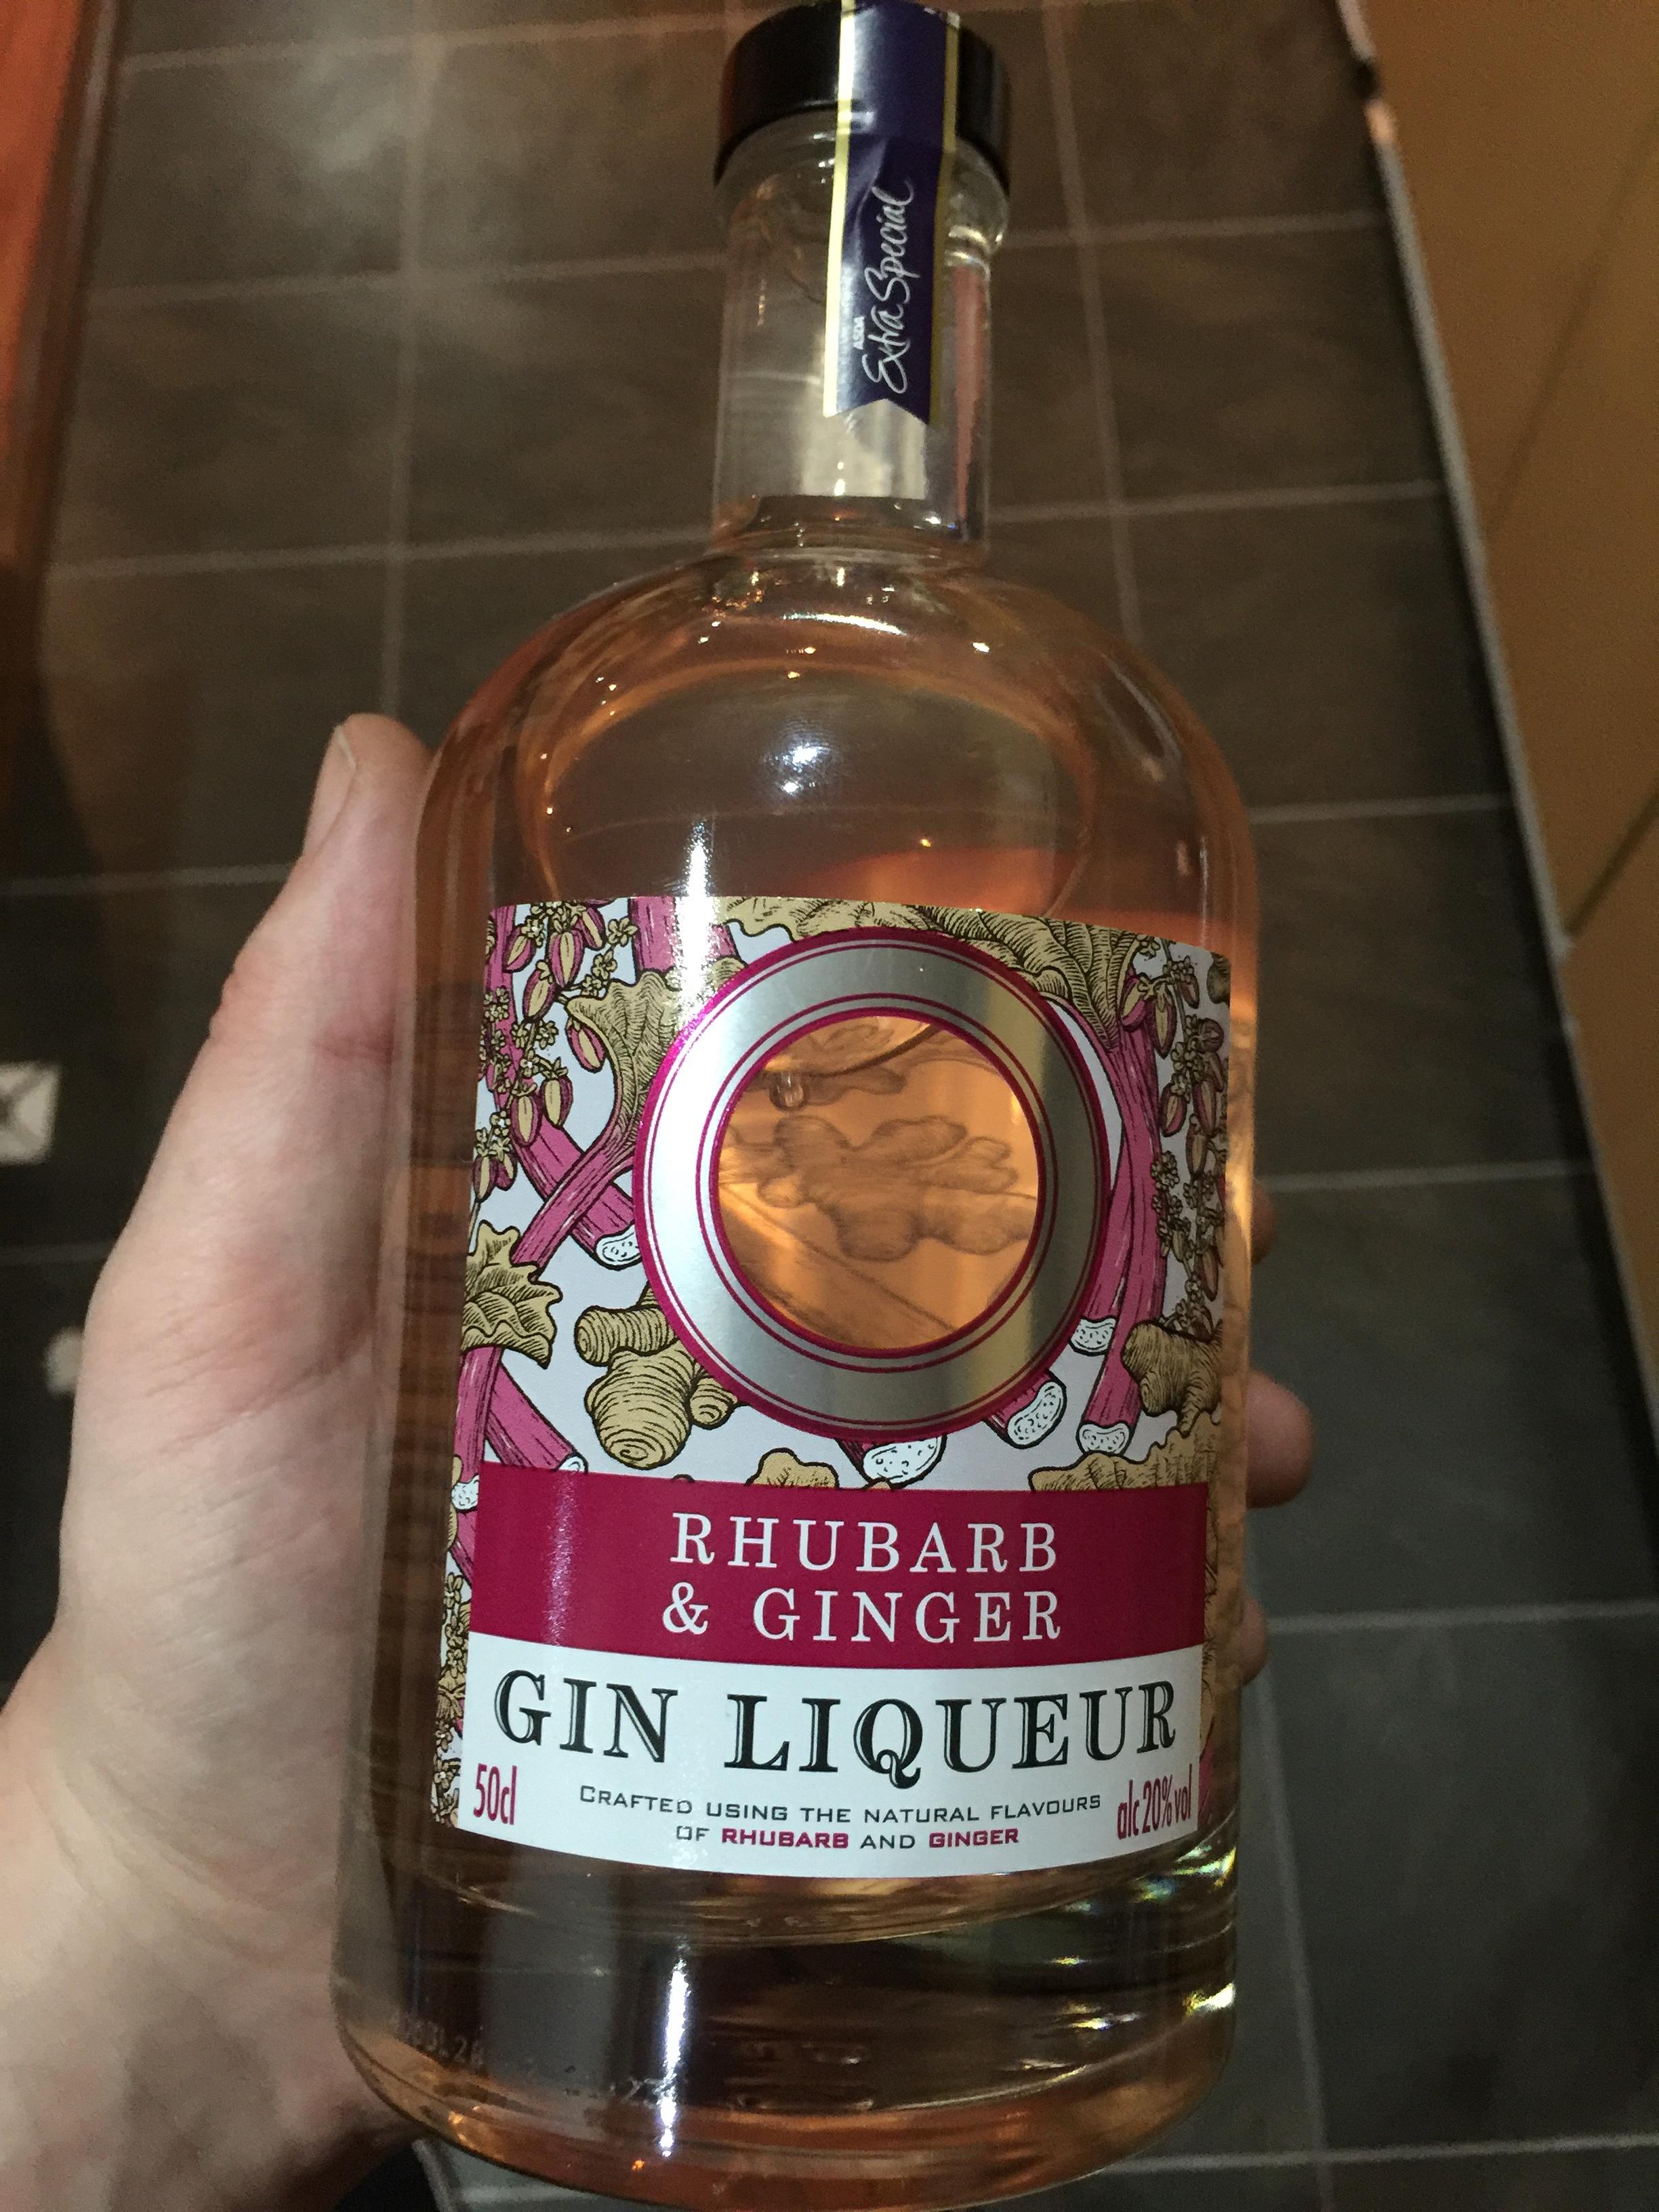 ASDA
Extra Special
RHUBARB
& GINGER
GIN LIQUEUR
50cl
CRAFTED USING THE NATURAL FLAVOURS
OF RHUBARB AND GINGER
alc 20% vol